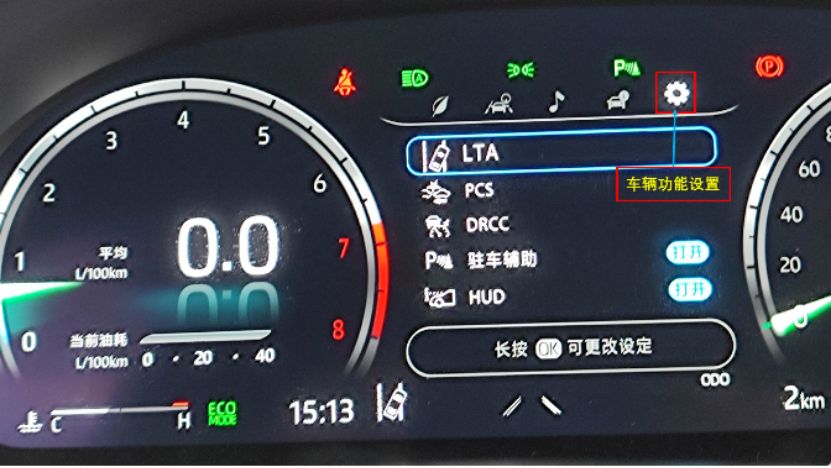 A
P
P
车辆功能设置
LTA
PCS
DRCC
P 驻车辅助 打开
HUD 打开
长按 OK 可更改设定
ODO
2km
0
1
2
3
4
5
6
7
8
平均
L/100km
0.0
当前油耗
L/100km
0 · 20 · 40
C H
ECO
MODE
15:13
60
40
20
0